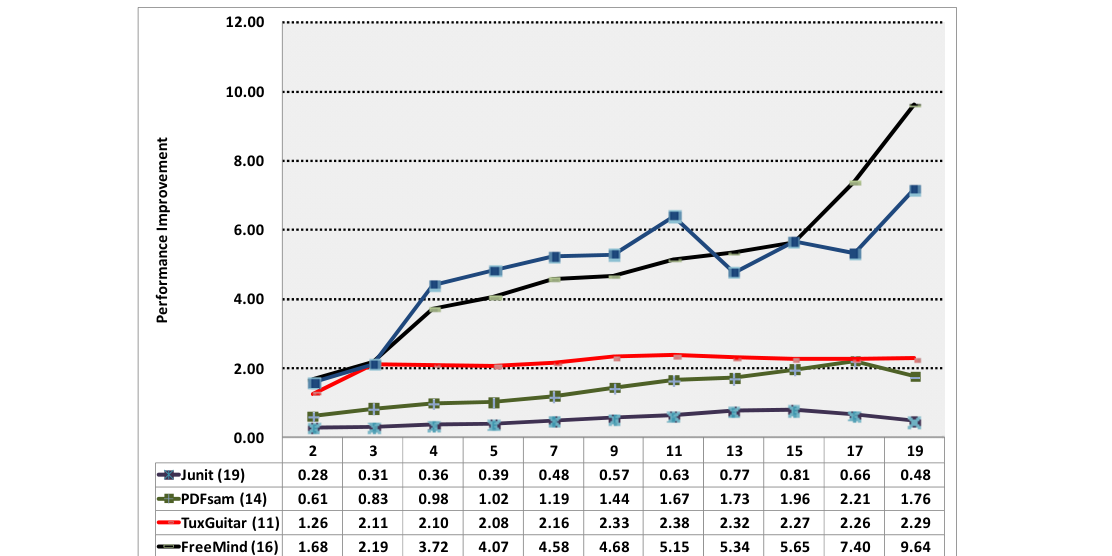 12.00
10.00
8.00
6.00
4.00
2.00
0.00
Performance Improvement
2 3 4 5 7 9 11 13 15 17 19
Junit (19) 0.28 0.31 0.36 0.39 0.48 0.57 0.63 0.77 0.81 0.66 0.48
PDFsam (14) 0.61 0.83 0.98 1.02 1.19 1.44 1.67 1.73 1.96 2.21 1.76
TuxGuitar (11) 1.26 2.11 2.10 2.08 2.16 2.33 2.38 2.32 2.27 2.26 2.29
FreeMind (16) 1.68 2.19 3.72 4.07 4.58 4.68 5.15 5.34 5.65 7.40 9.64